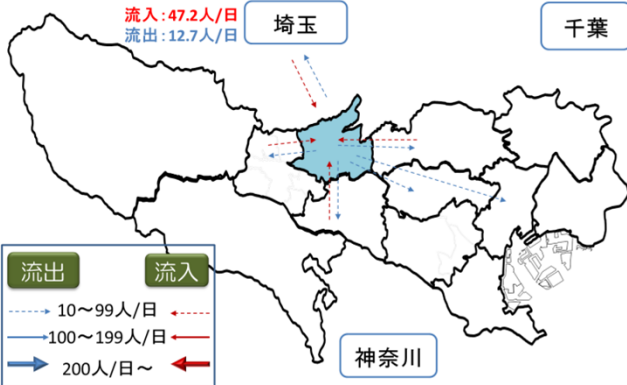 流入:47.2人/日
流出:12.7人/日
埼玉
千葉
流出
流入
10～99人/日
100～199人/日
200人/日～
神奈川